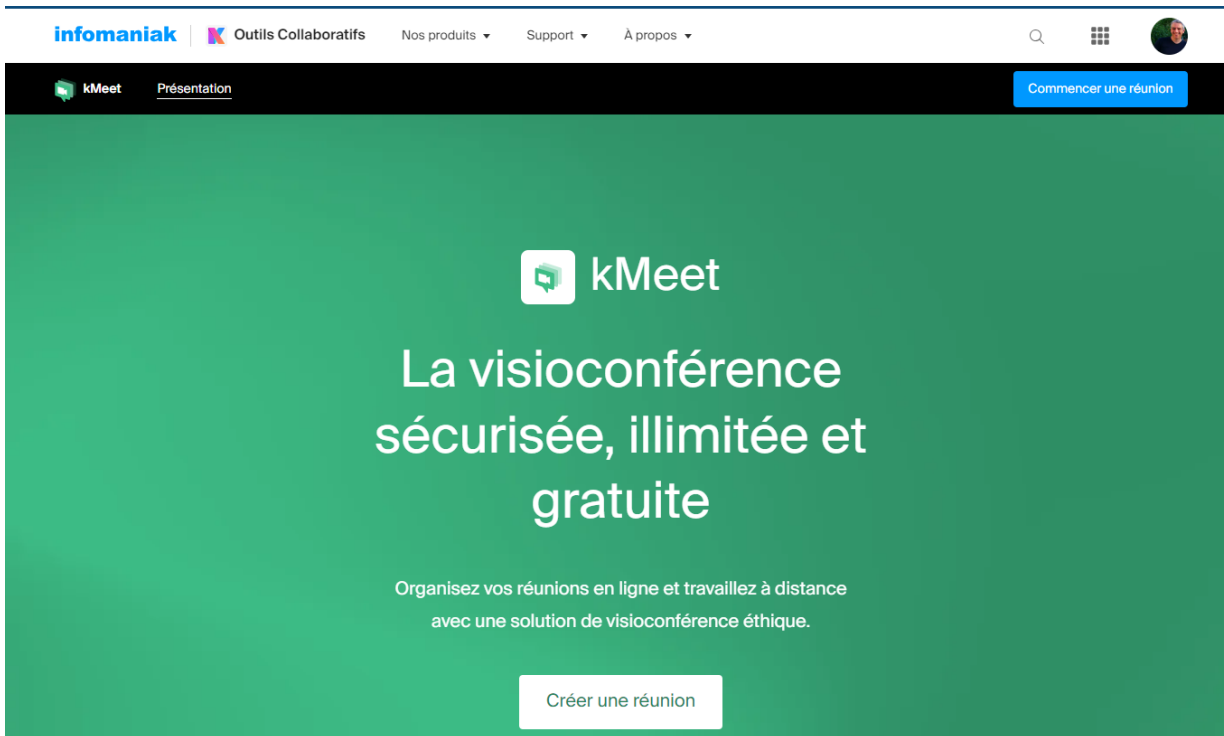 infomaniak
Outils Collaboratifs
Nos produits
Support
À propos
kMeet
Présentation
Commencer une réunion
kMeet
La visioconférence
sécurisée, illimitée et
gratuite
Organisez vos réunions en ligne et travaillez à distance
avec une solution de visioconférence éthique.
Créer une réunion